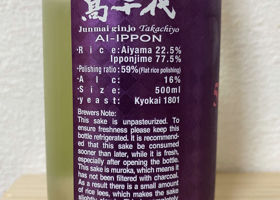 高千代
Junmai ginjo Takachiyo
AI-IPPON
・Rice: Aiyama 22.5%
Ipponjime 77.5%
・Polishing ratio: 59% (Flat rice polishing)
・Alc: 16%
・Size: 500ml
・yeast: Kyokai 1801
Brewers Note:
This sake is unpasteurized. To
ensure freshness please keep this
bottle refrigerated. It is recommend-
ed that this sake be consumed
sooner than later, while it is fresh,
especially after opening the bottle.
This sake is muroka, which means it
has not been filtered with charcoal.
As a result there is a small amount
of rice lees, which makes the sake